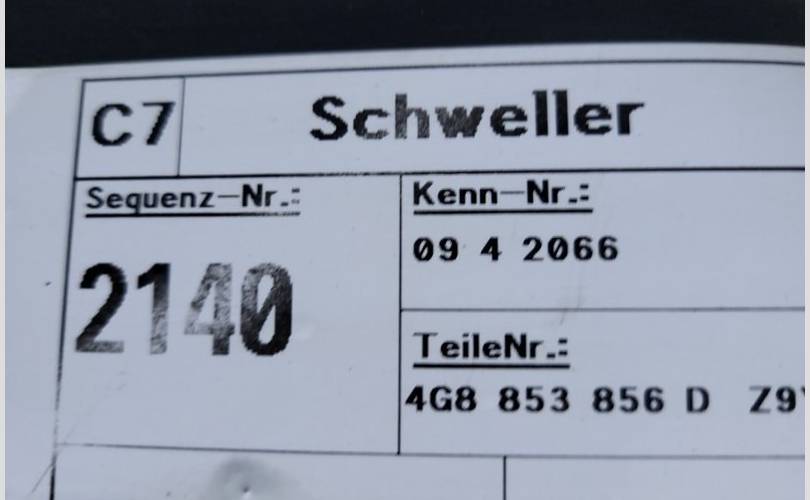 C7 Schweller
Sequenz-Nr.:
2140
Kenn-Nr.:
09 4 2066
TeileNr.:
4G8 853 856 D